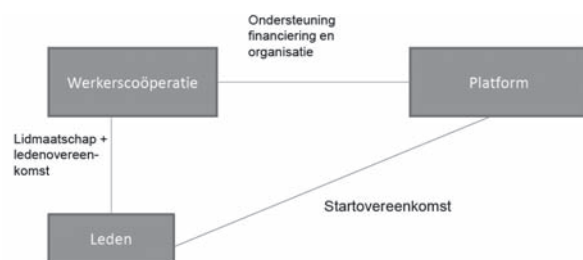 Ondersteuning
financiering en
organisatie
Werkerscoöperatie
Platform
Lidmaatschap +
ledenovereen-
komst
Startovereenkomst
Leden